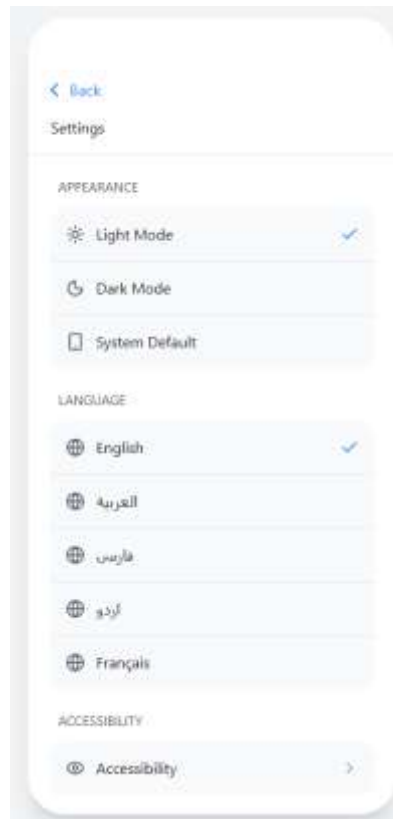 Back
Settings
APPEARANCE
Light Mode
Dark Mode
System Default
LANGUAGE
English
العربية
فارسی
اردو
Français
ACCESSIBILITY
Accessibility